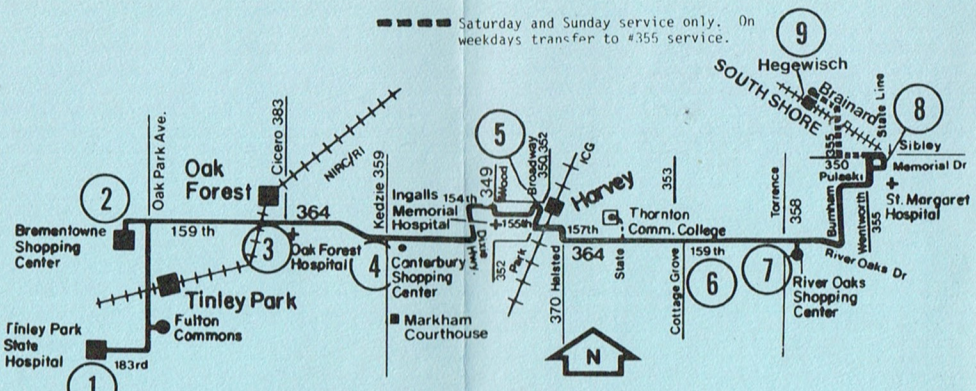 Saturday and Sunday service only. On
weekdays transfer to #355 service.
9
Hegewisch
SOUTH SHORE
Brainard
State Line
8
355
350
Pulaski
Sibley
Memorial Dr
St. Margaret
Hospital
Burnham
Wentworth
355
River Oaks Dr
Oak Park Ave.
Oak
Forest
Cicero 383
NIRC/RI
2
Brementowne
Shopping
Center
159 th
364
3
Oak Forest
Hospital
Tinley Park
Fulton
Commons
Tinley Park
State
Hospital
183rd
1
Kedzie 359
4
Ingalls
Memorial
Hospital
154th
Canterbury
Shopping
Center
Markham
Courthouse
Dixie
Hwy
349
5
Wood
Broadway
350,352
155th
352
Park
ICG
Harvey
157th
364
370 Halsted
N
Thornton
Comm. College
State
353
Cottage Grove
159 th
6
7
Torrence
358
River Oaks
Shopping
Center